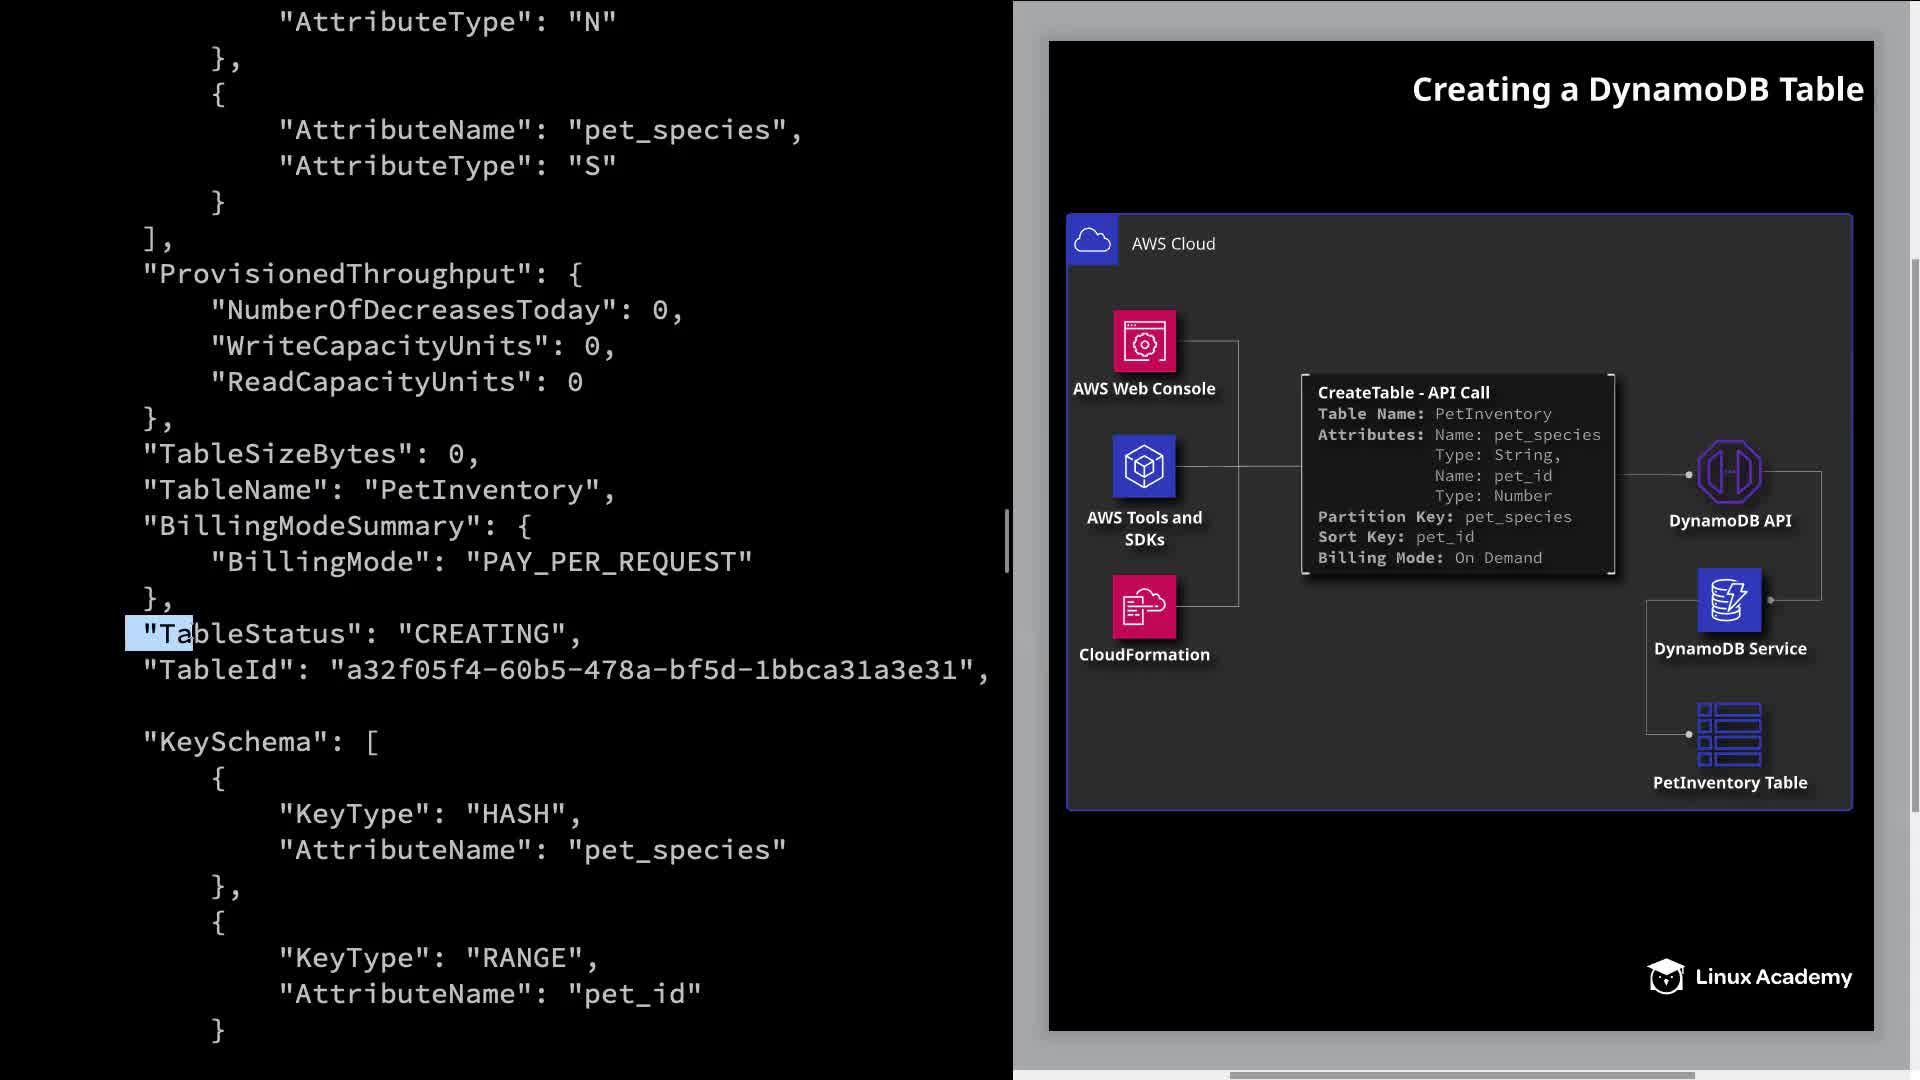 "AttributeType": "N"
},
{
"AttributeName": "pet_species",
"AttributeType": "S"
}
],
"ProvisionedThroughput": {
"NumberOfDecreasesToday": 0,
"WriteCapacityUnits": 0,
"ReadCapacityUnits": 0
},
"TableSizeBytes": 0,
"TableName": "PetInventory",
"BillingModeSummary": {
"BillingMode": "PAY_PER_REQUEST"
},
"TableStatus": "CREATING",
"TableId": "a32f05f4-60b5-478a-bf5d-1bbca31a3e31",
"KeySchema": [
{
"KeyType": "HASH",
"AttributeName": "pet_species"
},
{
"KeyType": "RANGE",
"AttributeName": "pet_id"
}
Creating a DynamoDB Table
AWS Cloud
AWS Web Console
AWS Tools and
SDKs
CloudFormation
CreateTable - API Call
Table Name: PetInventory
Attributes: Name: pet_species
Type: String,
Name: pet_id
Type: Number
Partition Key: pet_species
Sort Key: pet_id
Billing Mode: On Demand
DynamoDB API
DynamoDB Service
PetInventory Table
Linux Academy